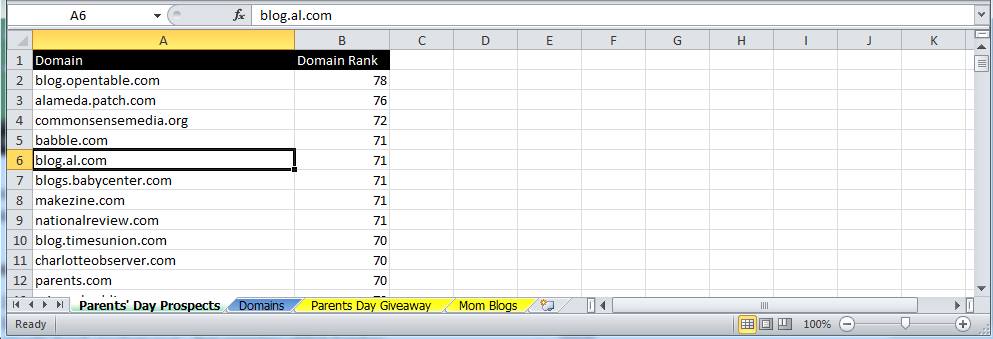 A6 fx blog.al.com
A B C D E F G H I J K
1 Domain Domain Rank
2 blog.opentable.com 78
3 alameda.patch.com 76
4 commonsensemedia.org 72
5 babble.com 71
6 blog.al.com 71
7 blogs.babycenter.com 71
8 makezine.com 71
9 nationalreview.com 71
10 blog.timesunion.com 70
11 charlotteobserver.com 70
12 parents.com 70
Parents' Day Prospects Domains Parents Day Giveaway Mom Blogs
Ready 100%